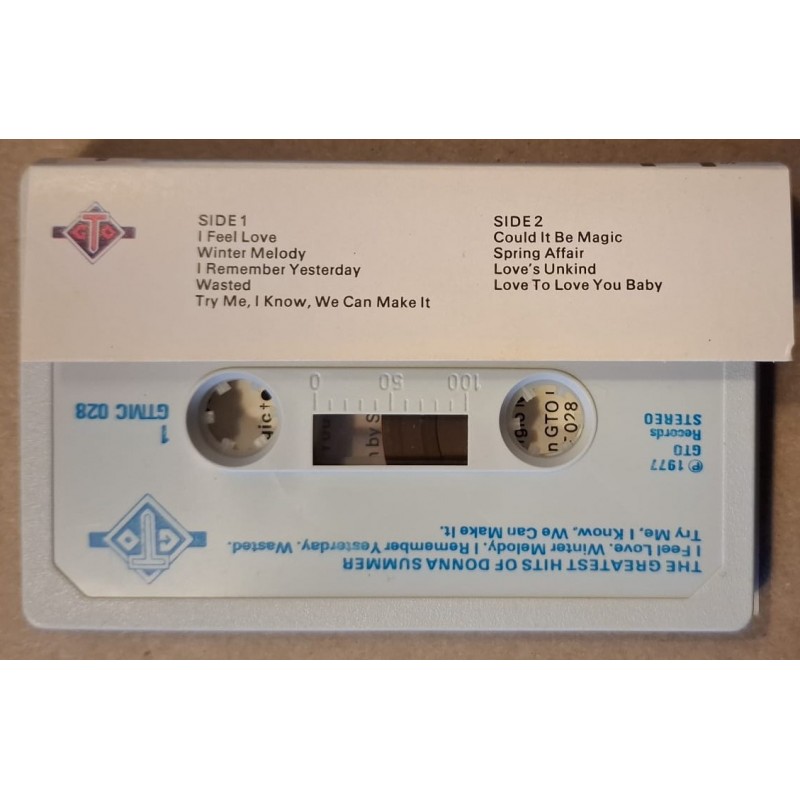 GTO
SIDE 1
I Feel Love
Winter Melody
I Remember Yesterday
Wasted
Try Me, I Know, We Can Make It
SIDE 2
Could It Be Magic
Spring Affair
Love's Unkind
Love To Love You Baby
0 50 100
by S
n GTO
028
1
GTMC 028
℗ 1977
GTO
Records
STEREO
GTO
THE GREATEST HITS OF DONNA SUMMER
I Feel Love. Winter Melody. I Remember Yesterday. Wasted.
Try Me, I Know, We Can Make It.